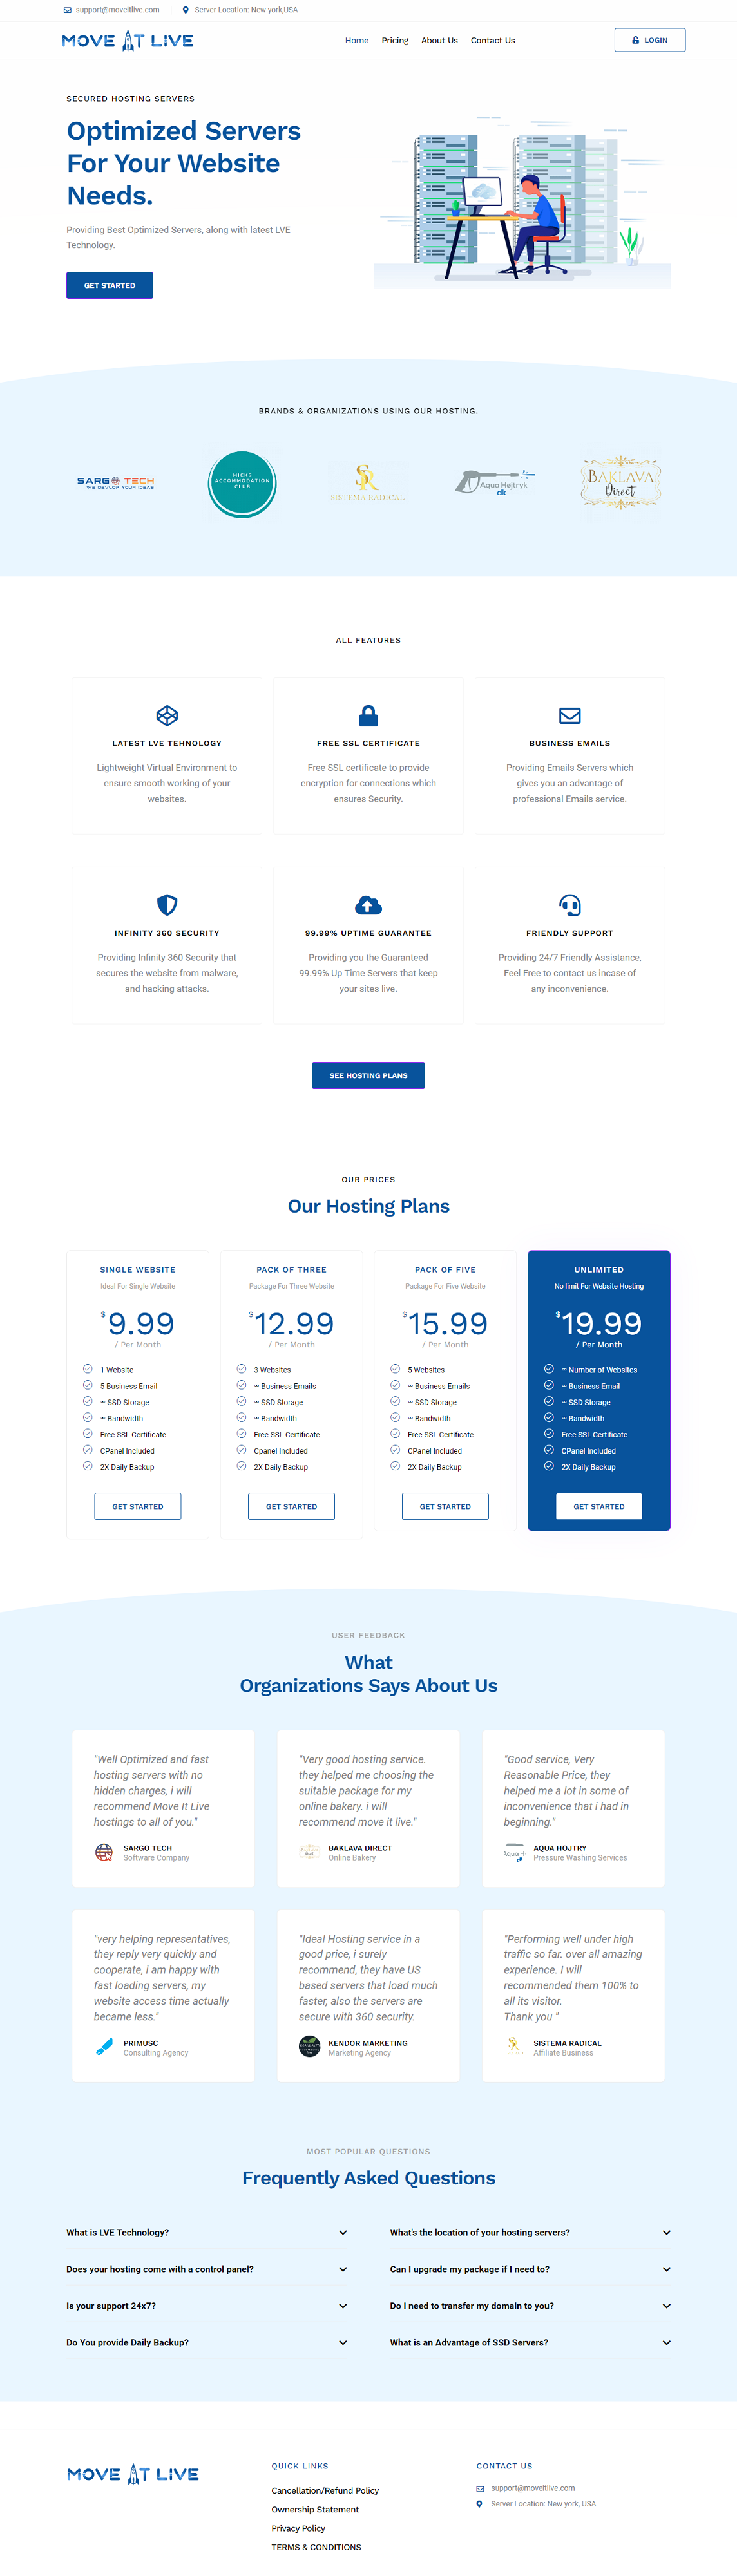 support@moveitlive.com
Server Location: New york,USA
MOVE IT LIVE
Home
Pricing
About Us
Contact Us
LOGIN
SECURED HOSTING SERVERS
Optimized Servers
For Your Website
Needs.
Providing Best Optimized Servers, along with latest LVE
Technology.
GET STARTED
BRANDS & ORGANIZATIONS USING OUR HOSTING.
SARGO TECH
WE DEVLOP YOUR IDEAS
MICKS
ACCOMMODATION
CLUB
SR
SISTEMA RADICAL
Aqua Højtryk
dk
BAKLAVA
Direct
ALL FEATURES
LATEST LVE TEHNOLOGY
Lightweight Virtual Environment to
ensure smooth working of your
websites.
FREE SSL CERTIFICATE
Free SSL certificate to provide
encryption for connections which
ensures Security.
BUSINESS EMAILS
Providing Emails Servers which
gives you an advantage of
professional Emails service.
INFINITY 360 SECURITY
Providing Infinity 360 Security that
secures the website from malware,
and hacking attacks.
99.99% UPTIME GUARANTEE
Providing you the Guaranteed
99.99% Up Time Servers that keep
your sites live.
FRIENDLY SUPPORT
Providing 24/7 Friendly Assistance,
Feel Free to contact us incase of
any inconvenience.
SEE HOSTING PLANS
OUR PRICES
Our Hosting Plans
SINGLE WEBSITE
Ideal For Single Website
$9.99
/ Per Month
1 Website
5 Business Email
∞ SSD Storage
∞ Bandwidth
Free SSL Certificate
CPanel Included
2X Daily Backup
GET STARTED
PACK OF THREE
Package For Three Website
$12.99
/ Per Month
3 Websites
∞ Business Emails
∞ SSD Storage
∞ Bandwidth
Free SSL Certificate
Cpanel Included
2X Daily Backup
GET STARTED
PACK OF FIVE
Package For Five Website
$15.99
/ Per Month
5 Websites
∞ Business Emails
∞ SSD Storage
∞ Bandwidth
Free SSL Certificate
CPanel Included
2X Daily Backup
GET STARTED
UNLIMITED
No limit For Website Hosting
$19.99
/ Per Month
∞ Number of Websites
∞ Business Email
∞ SSD Storage
∞ Bandwidth
Free SSL Certificate
CPanel Included
2X Daily Backup
GET STARTED
USER FEEDBACK
What
Organizations Says About Us
"Well Optimized and fast
hosting servers with no
hidden charges, i will
recommend Move It Live
hostings to all of you."
SARGO TECH
Software Company
"Very good hosting service.
they helped me choosing the
suitable package for my
online bakery. i will
recommend move it live."
BAKLAVA DIRECT
Online Bakery
"Good service, Very
Reasonable Price, they
helped me a lot in some of
inconvenience that i had in
beginning."
AQUA HOJTRY
Pressure Washing Services
"very helping representatives,
they reply very quickly and
cooperate, i am happy with
fast loading servers, my
website access time actually
became less."
PRIMUSC
Consulting Agency
"Ideal Hosting service in a
good price, i surely
recommend, they have US
based servers that load much
faster, also the servers are
secure with 360 security.
KENDOR MARKETING
Marketing Agency
"Performing well under high
traffic so far. over all amazing
experience. I will
recommended them 100% to
all its visitor.
Thank you "
SISTEMA RADICAL
Affiliate Business
MOST POPULAR QUESTIONS
Frequently Asked Questions
What is LVE Technology?
What's the location of your hosting servers?
Does your hosting come with a control panel?
Can I upgrade my package if I need to?
Is your support 24x7?
Do I need to transfer my domain to you?
Do You provide Daily Backup?
What is an Advantage of SSD Servers?
MOVE IT LIVE
QUICK LINKS
Cancellation/Refund Policy
Ownership Statement
Privacy Policy
TERMS & CONDITIONS
CONTACT US
support@moveitlive.com
Server Location: New york, USA